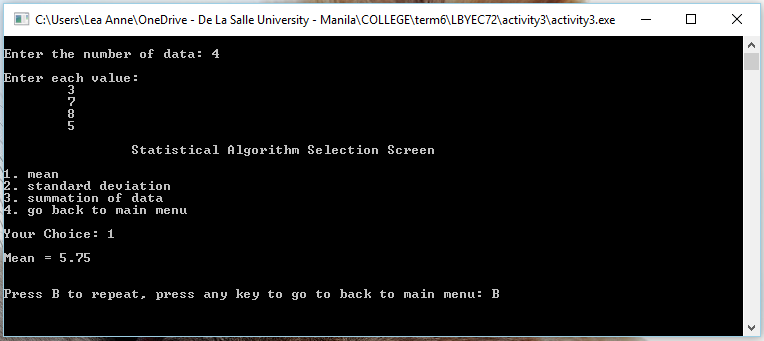 C:\Users\Lea Anne\OneDrive - De La Salle University - Manila\COLLEGE\term6\LBYEC72\activity3\activity3.exe
Enter the number of data: 4
Enter each value:
3
7
8
5
Statistical Algorithm Selection Screen
1. mean
2. standard deviation
3. summation of data
4. go back to main menu
Your Choice: 1
Mean = 5.75
Press B to repeat, press any key to go to back to main menu: B